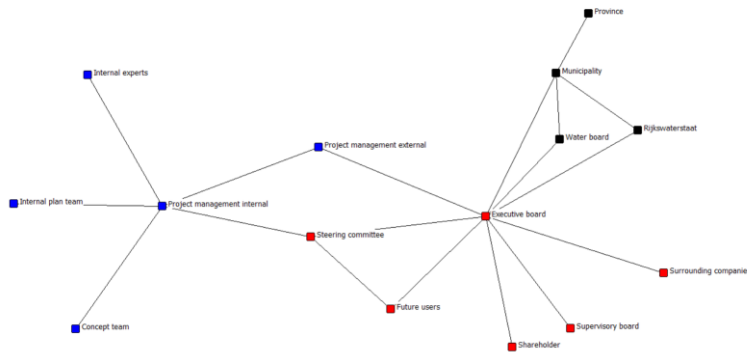 Province
Internal experts
Municipality
Water board
Rijkswaterstaat
Project management external
Internal plan team
Project management internal
Executive board
Steering committee
Surrounding companie
Future users
Concept team
Supervisory board
Shareholder